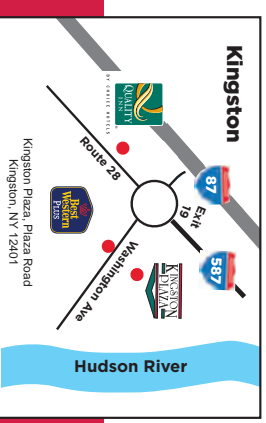 Kingston
87
587
Exit
19
QUALITY
INN
BY CHOICE HOTELS
Route 28
Washington Ave
KINGSTON
PLAZA
Best
Western
PLUS
Kingston Plaza, Plaza Road
Kingston, NY 12401
Hudson River